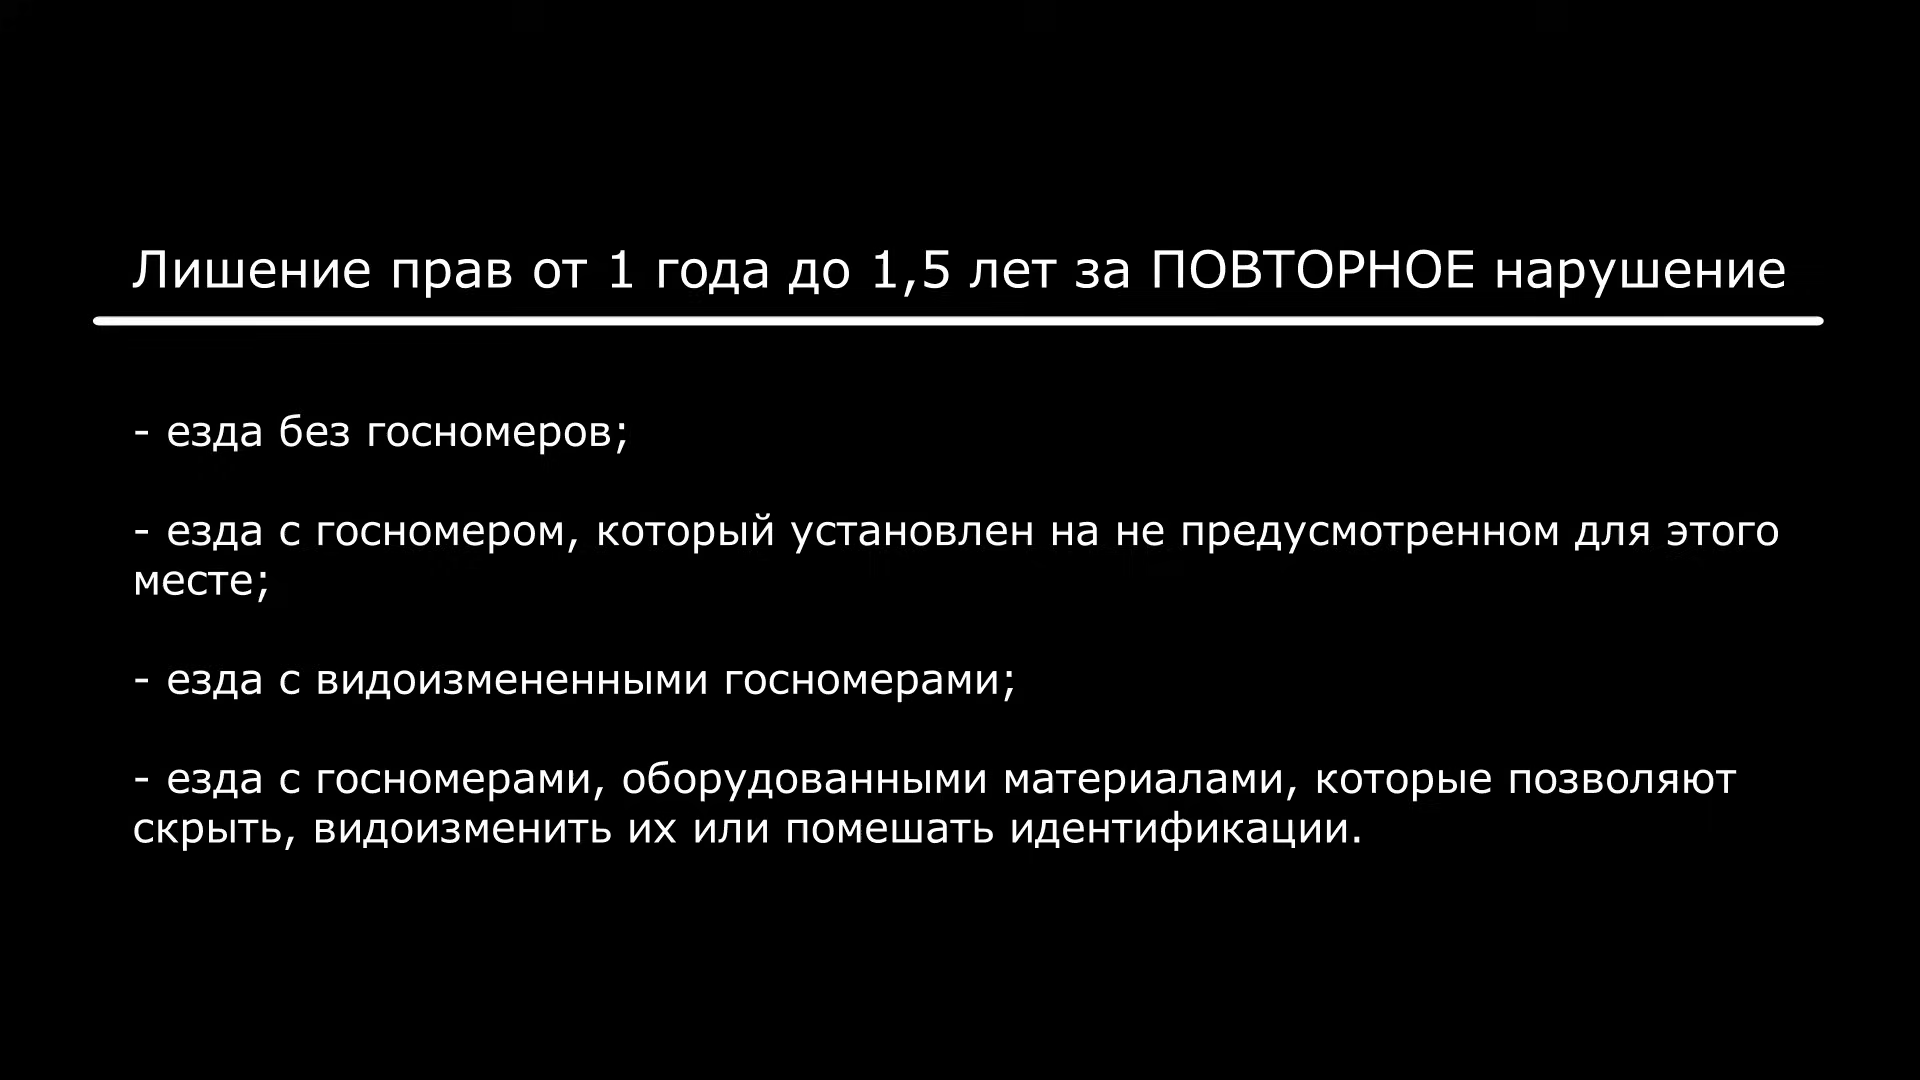 Лишение прав от 1 года до 1,5 лет за ПОВТОРНОЕ нарушение
- езда без госномеров;
- езда с госномером, который установлен на не предусмотренном для этого
месте;
- езда с видоизмененными госномерами;
- езда с госномерами, оборудованными материалами, которые позволяют
скрыть, видоизменить их или помешать идентификации.